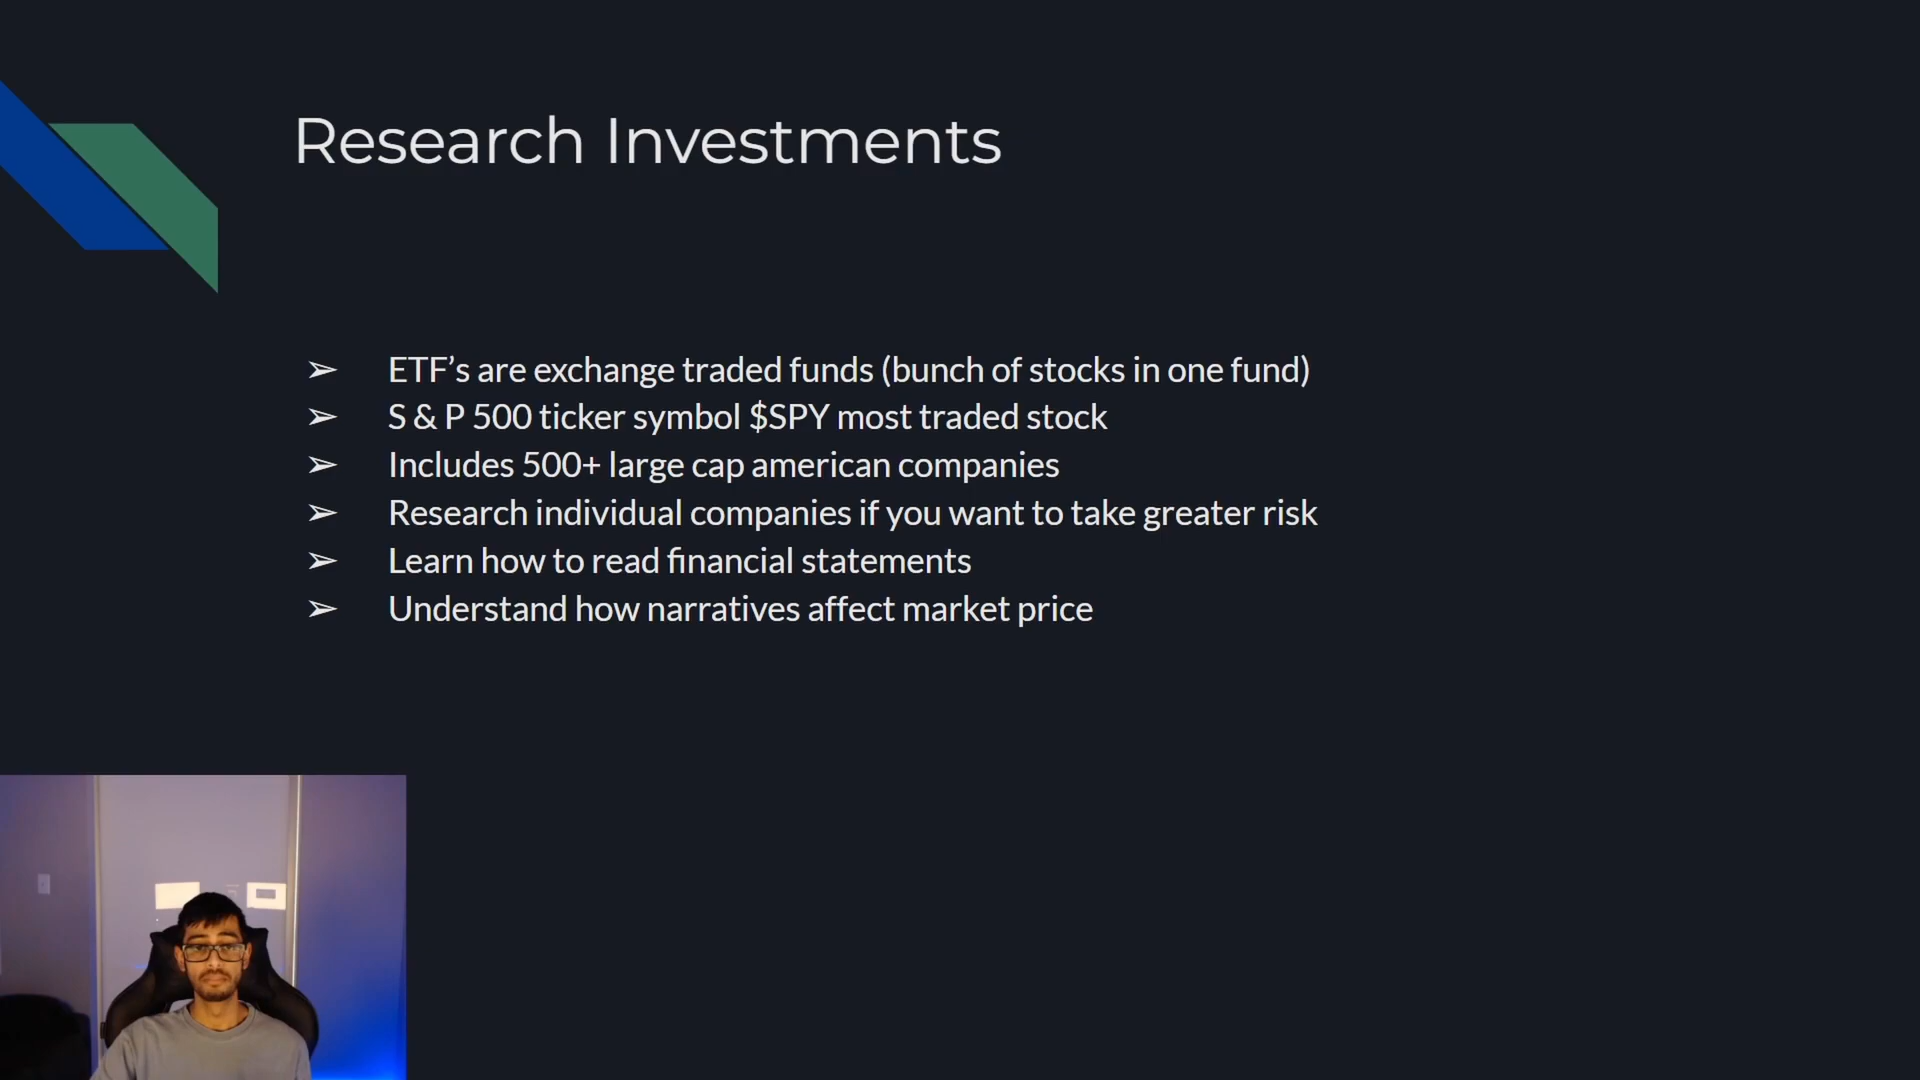 Research Investments
➢ ETF’s are exchange traded funds (bunch of stocks in one fund)
➢ S & P 500 ticker symbol $SPY most traded stock
➢ Includes 500+ large cap american companies
➢ Research individual companies if you want to take greater risk
➢ Learn how to read financial statements
➢ Understand how narratives affect market price